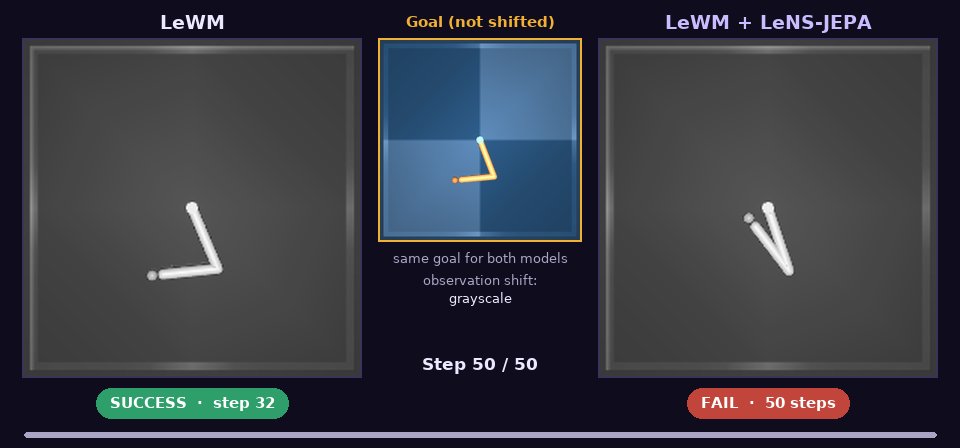 LeWM
Goal (not shifted)
LeWM + LeNS-JEPA
same goal for both models
observation shift:
grayscale
Step 50 / 50
SUCCESS · step 32
FAIL · 50 steps